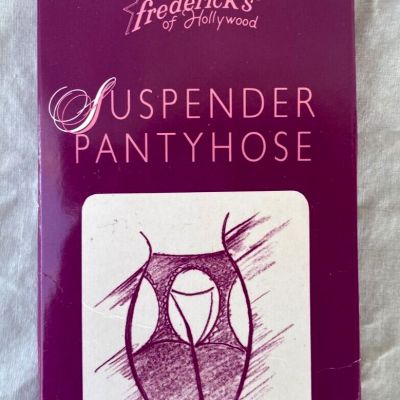 frederick's
of Hollywood
SUSPENDER
PANTYHOSE